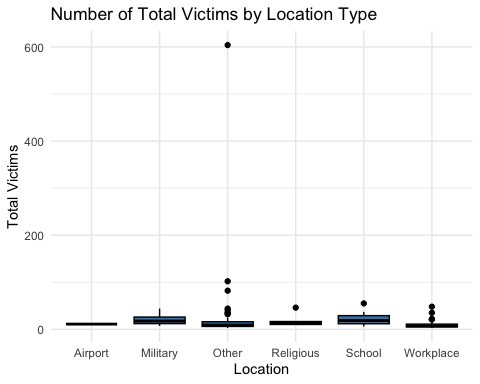 Number of Total Victims by Location Type
600
400
200
0
Total Victims
Airport Military Other Religious School Workplace
Location